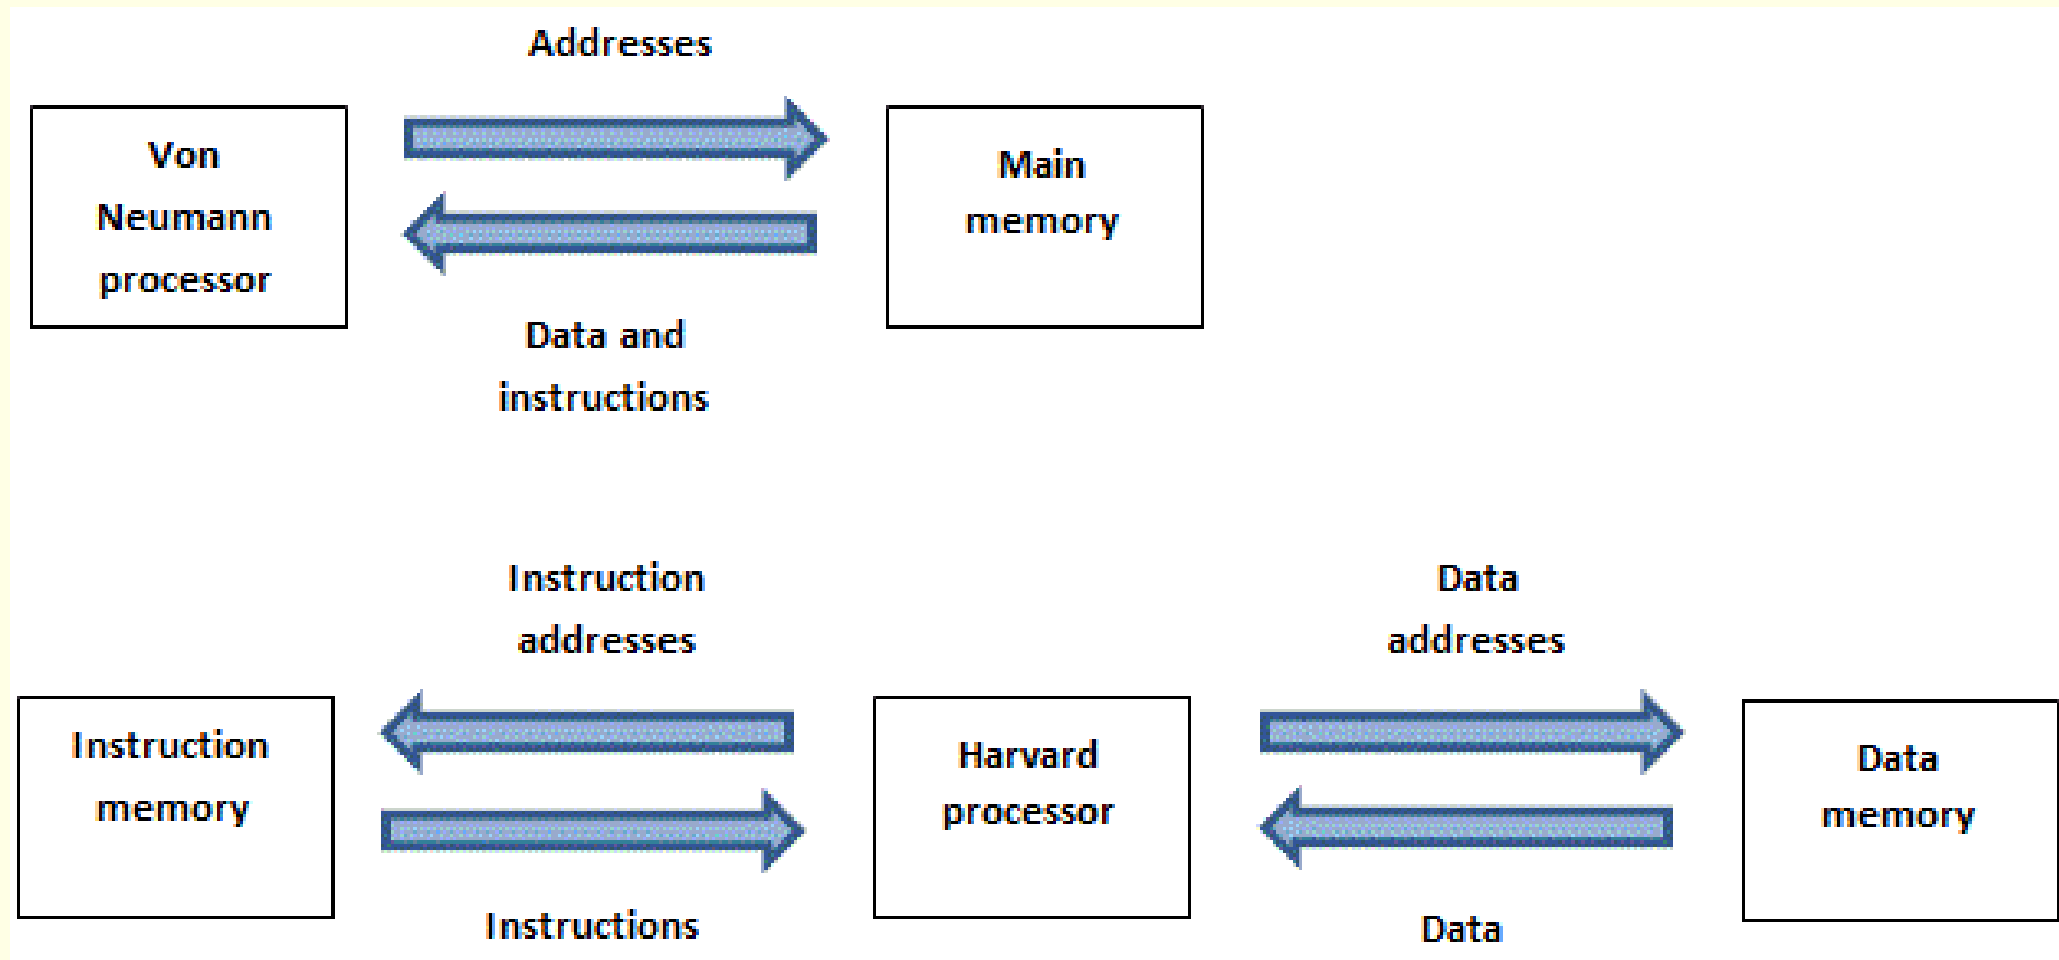 Addresses
Von
Neumann
processor
Main
memory
Data and
instructions
Instruction
addresses
Data
addresses
Instruction
memory
Harvard
processor
Data
memory
Instructions
Data